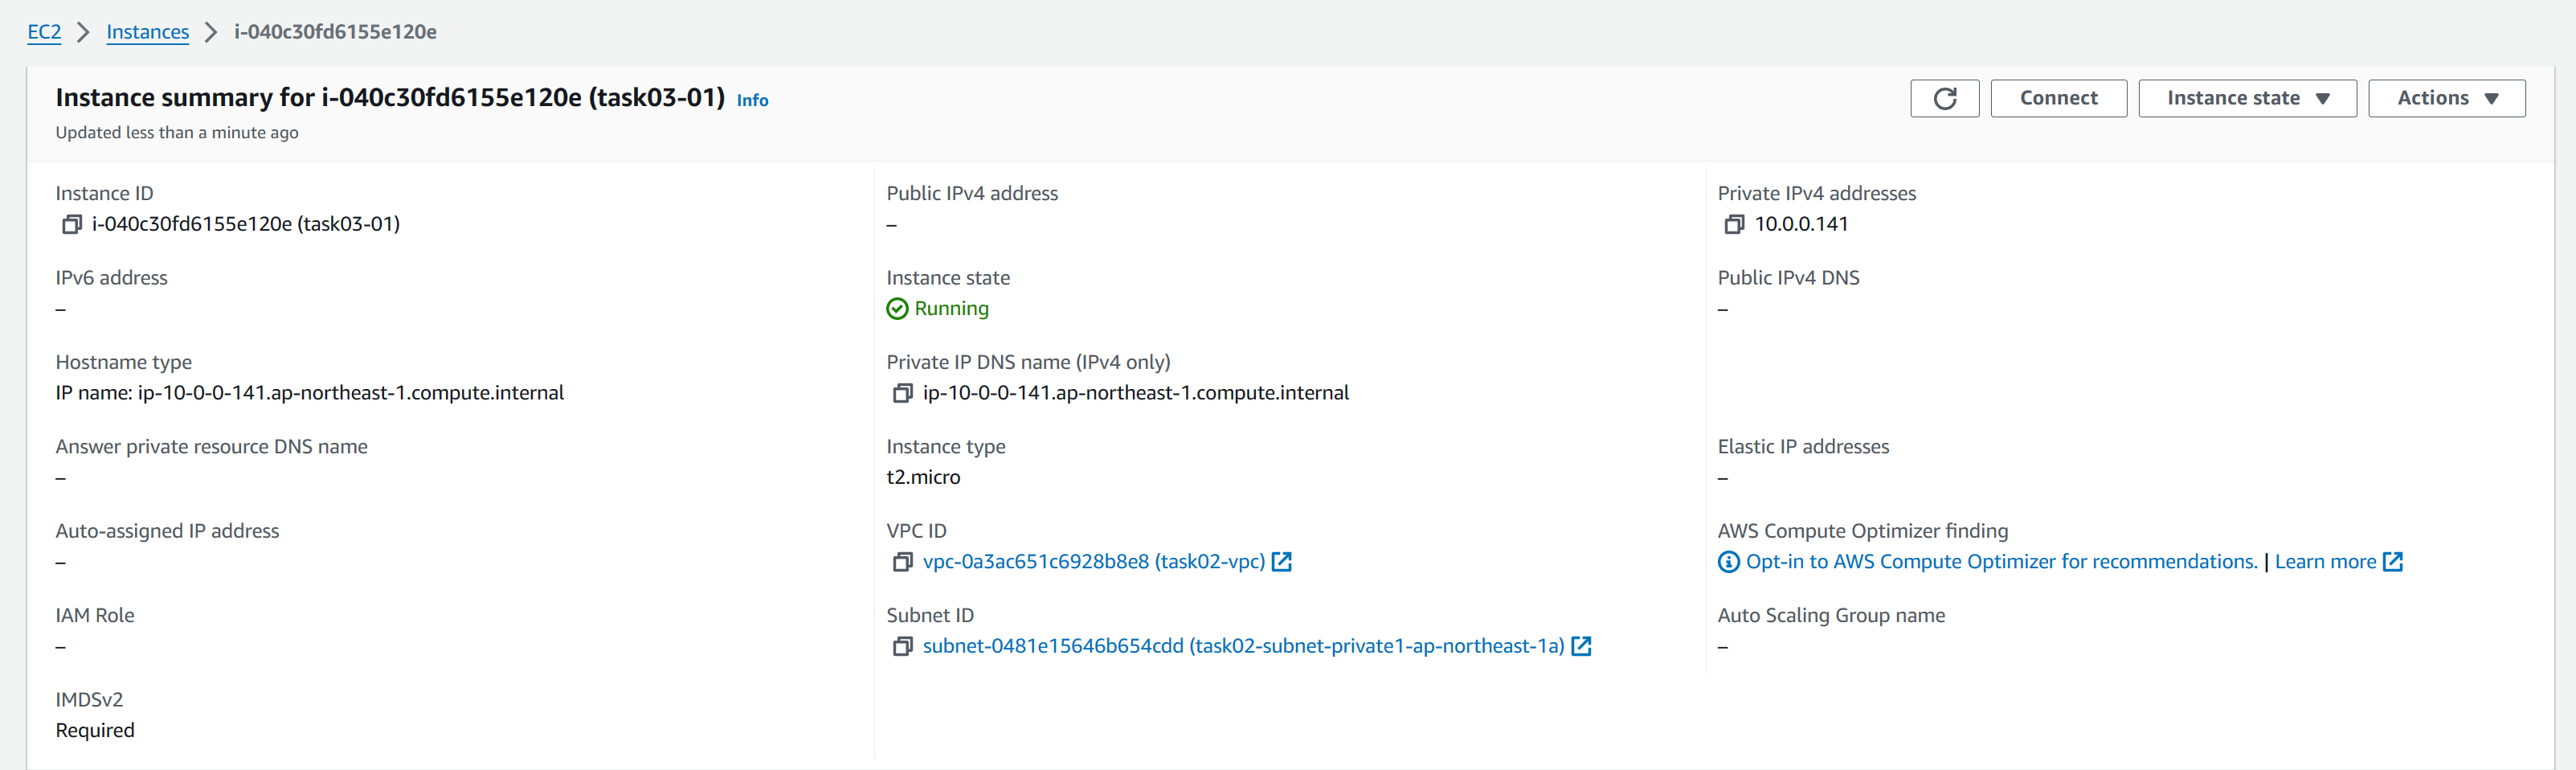 EC2 > Instances > i-040c30fd6155e120e
Instance summary for i-040c30fd6155e120e (task03-01) Info
Connect
Instance state
Actions
Updated less than a minute ago
Instance ID
i-040c30fd6155e120e (task03-01)
Public IPv4 address
–
Private IPv4 addresses
10.0.0.141
IPv6 address
–
Instance state
Running
Public IPv4 DNS
–
Hostname type
IP name: ip-10-0-0-141.ap-northeast-1.compute.internal
Private IP DNS name (IPv4 only)
ip-10-0-0-141.ap-northeast-1.compute.internal
Answer private resource DNS name
–
Instance type
t2.micro
Elastic IP addresses
–
Auto-assigned IP address
–
VPC ID
vpc-0a3ac651c6928b8e8 (task02-vpc)
AWS Compute Optimizer finding
Opt-in to AWS Compute Optimizer for recommendations. | Learn more
IAM Role
–
Subnet ID
subnet-0481e15646b654cdd (task02-subnet-private1-ap-northeast-1a)
Auto Scaling Group name
–
IMDSv2
Required